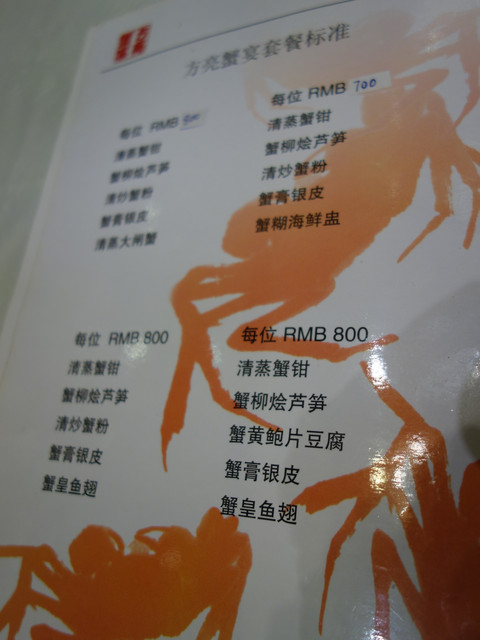 方亮蟹宴套餐标准
每位 RMB
清蒸蟹钳
蟹柳烩芦笋
清炒蟹粉
蟹膏银皮
清蒸大闸蟹
每位 RMB 700
清蒸蟹钳
蟹柳烩芦笋
清炒蟹粉
蟹膏银皮
蟹糊海鲜盅
每位 RMB 800
清蒸蟹钳
蟹柳烩芦笋
清炒蟹粉
蟹膏银皮
蟹皇鱼翅
每位 RMB 800
清蒸蟹钳
蟹柳烩芦笋
蟹黄鲍片豆腐
蟹膏银皮
蟹皇鱼翅